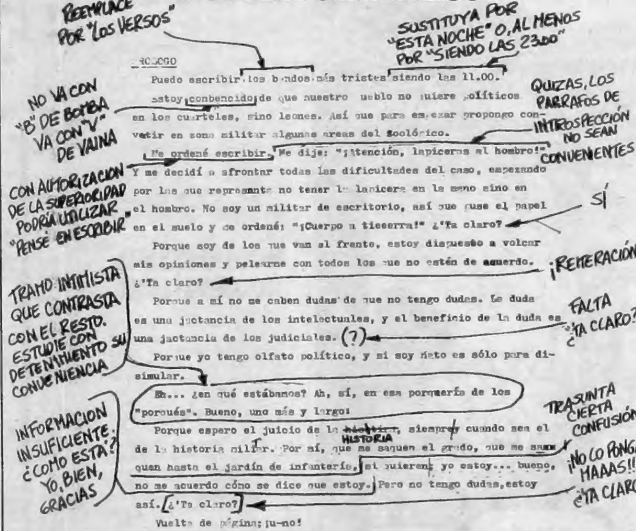 REEMPLACE
POR "LOS VERSOS"
SUSTITUYA POR
"ESTA NOCHE" O, AL MENOS
POR "SIENDO LAS 23.00"
PROLOGO
Puedo escribir los bandos más tristes siendo las 11.00.
NO VA CON
"B" DE BOMBA
VA CON "V"
DE VAINA
Estoy conbencido de que nuestro pueblo no quiere políticos
en los cuarteles, sino leones. Así que para empezar propongo con-
vetir en zona militar algunas areas del Zoológico.
QUIZAS, LOS
PARRAFOS DE
INTROSPECCIÓN
NO SEAN
CONVENIENTES
Me ordené escribir. Me dije: "¡Atención, lapiceras al hombro!"
Y me decidí a afrontar todas las dificultades del caso, empezando
por las que representa no tener la lapicera en la mano sino en
el hombro. No soy un militar de escritorio, así que puse el papel
en el suelo y me ordené: "¡Cuerpo a tieserra!" ¿'Ta claro?
CON AUTORIZACION
DE LA SUPERIORIDAD
PODRIA UTILIZAR
"PENSE EN ESCRIBIR"
SÍ
Porque soy de los que van al frente, estoy dispuesto a volcar
mis opiniones y pelearme con todos los que no estén de acuerdo.
¿'Ta claro?
¡REITERACIÓN!
TRAMO INTIMISTA
QUE CONTRASTA
CON EL RESTO.
ESTUDIE CON
DETENIMIENTO SU
CONVENIENCIA
Porque a mí no me caben dudas de que no tengo dudas. La duda
es una jactancia de los intelectuales, y el beneficio de la duda es
una jactancia de los judiciales. (?)
FALTA
¿'TA CLARO?
Porque yo tengo olfato político, y si soy ñato es sólo para di-
simular.
Eh... ¿en qué estábamos? Ah, sí, en esa porquería de los
"porqués". Bueno, uno más y largo:
INFORMACION
INSUFICIENTE.
¿COMO ESTÁ?
YO, BIEN,
GRACIAS
Porque espero el juicio de la HISTORIA, siempre y cuando sea el
de la historia militar. Por mí, que me saquen el grado, que me saquen
quan hasta el jardín de infantería, si quieren; yo estoy... bueno,
no me acuerdo cómo se dice que estoy. Pero no tengo dudas, estoy
así. ¿'Ta claro?
Vuelta de página; ¡u-no!
TRASUNTA
CIERTA
CONFUSIÓN
¡NO LO PONGA
MAAAS!!
¿'TA CLARO?